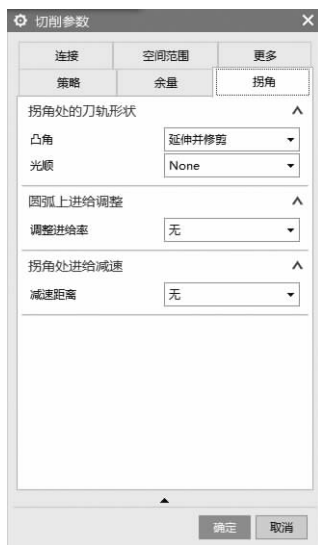 切削参数
连接 空间范围 更多
策略 余量 拐角
拐角处的刀轨形状
凸角 延伸并修剪
光顺 None
圆弧上进给调整
调整进给率 无
拐角处进给减速
减速距离 无
确定 取消